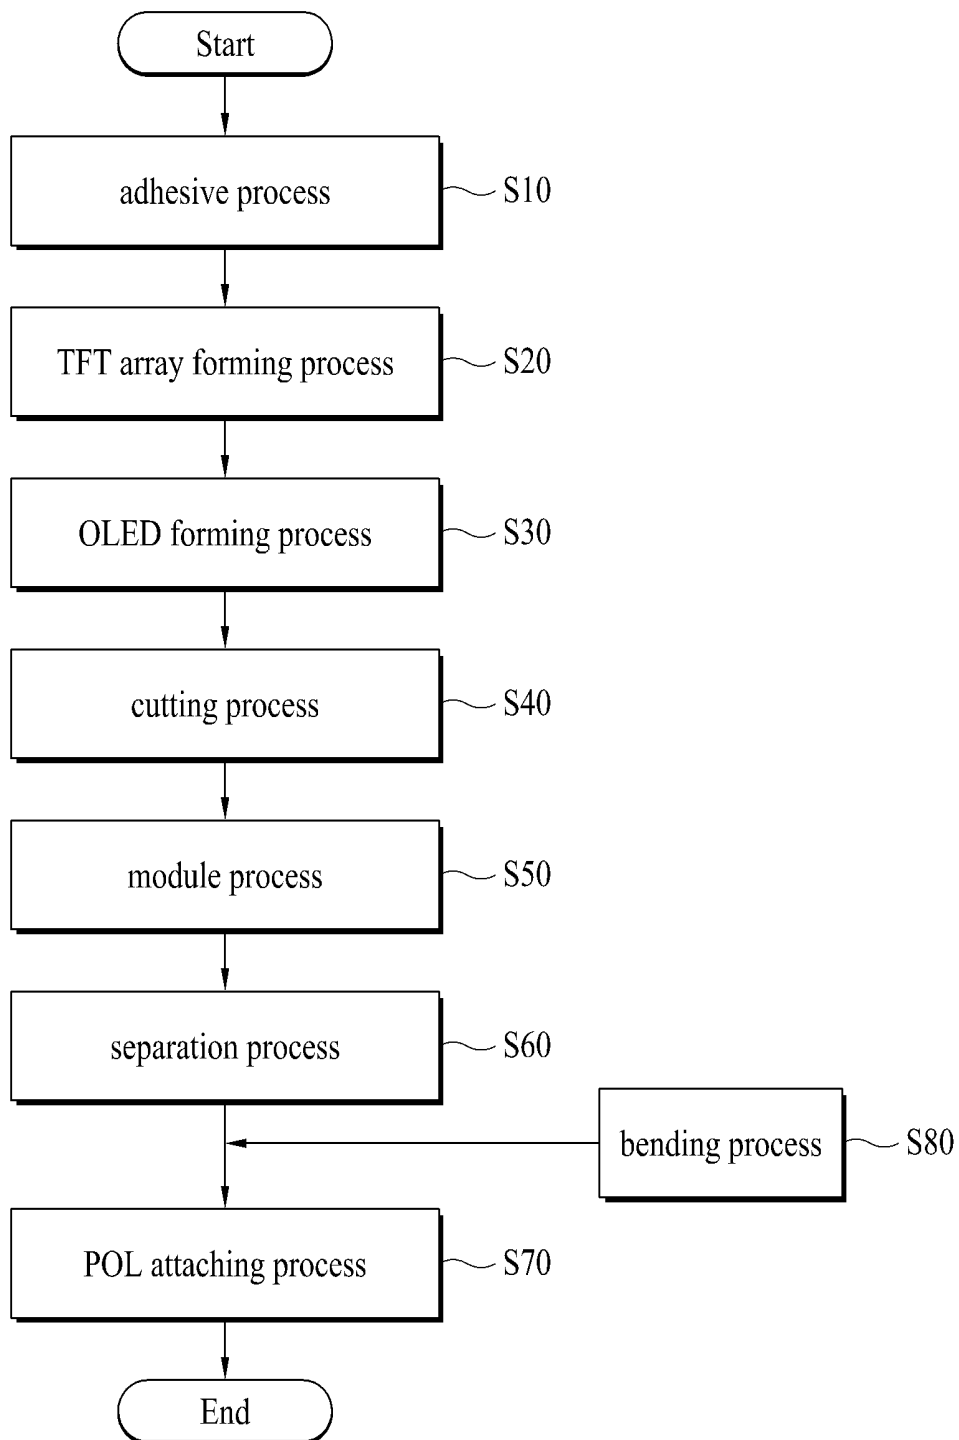 Start
adhesive process
S10
TFT array forming process
S20
OLED forming process
S30
cutting process
S40
module process
S50
separation process
S60
bending process
S80
POL attaching process
S70
End